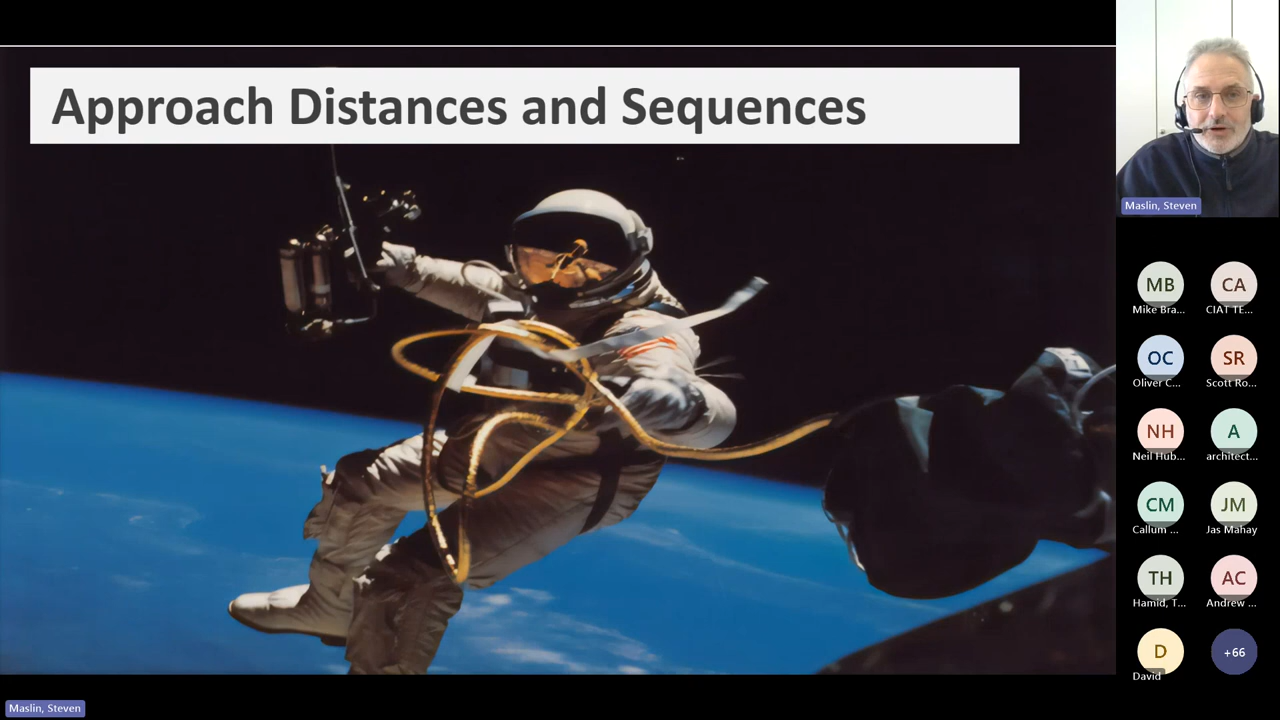 Approach Distances and Sequences
Maslin, Steven
MB
CA
Mike Bra...
CIAT TE...
OC
SR
Oliver C...
Scott Ro...
NH
A
Neil Hub...
architect...
CM
JM
Callum ...
Jas Mahay
TH
AC
Hamid, T...
Andrew ...
D
+66
David
Maslin, Steven